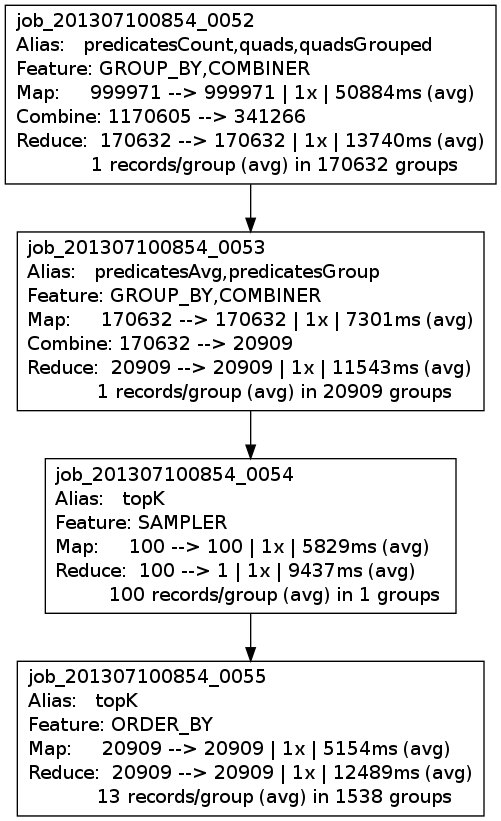 job_201307100854_0052
Alias: predicatesCount,quads,quadsGrouped
Feature: GROUP_BY,COMBINER
Map: 999971 --> 999971 | 1x | 50884ms (avg)
Combine: 1170605 --> 341266
Reduce: 170632 --> 170632 | 1x | 13740ms (avg)
1 records/group (avg) in 170632 groups
job_201307100854_0053
Alias: predicatesAvg,predicatesGroup
Feature: GROUP_BY,COMBINER
Map: 170632 --> 170632 | 1x | 7301ms (avg)
Combine: 170632 --> 20909
Reduce: 20909 --> 20909 | 1x | 11543ms (avg)
1 records/group (avg) in 20909 groups
job_201307100854_0054
Alias: topK
Feature: SAMPLER
Map: 100 --> 100 | 1x | 5829ms (avg)
Reduce: 100 --> 1 | 1x | 9437ms (avg)
100 records/group (avg) in 1 groups
job_201307100854_0055
Alias: topK
Feature: ORDER_BY
Map: 20909 --> 20909 | 1x | 5154ms (avg)
Reduce: 20909 --> 20909 | 1x | 12489ms (avg)
13 records/group (avg) in 1538 groups